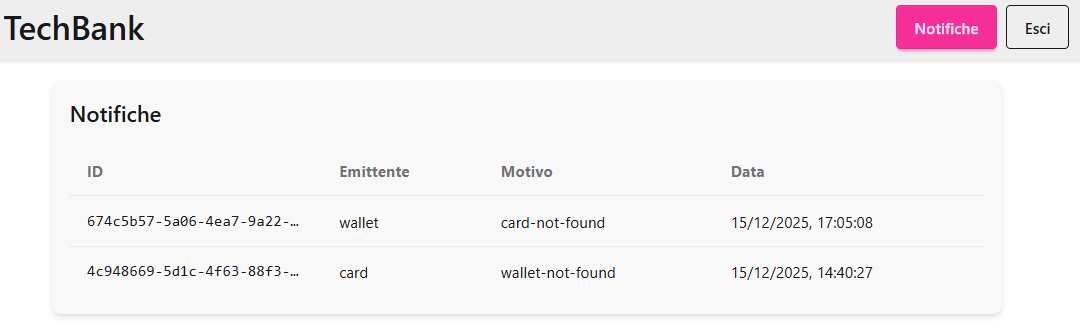 TechBank Notifiche Esci
Notifiche
ID Emittente Motivo Data
674c5b57-5a06-4ea7-9a22-… wallet card-not-found 15/12/2025, 17:05:08
4c948669-5d1c-4f63-88f3-… card wallet-not-found 15/12/2025, 14:40:27